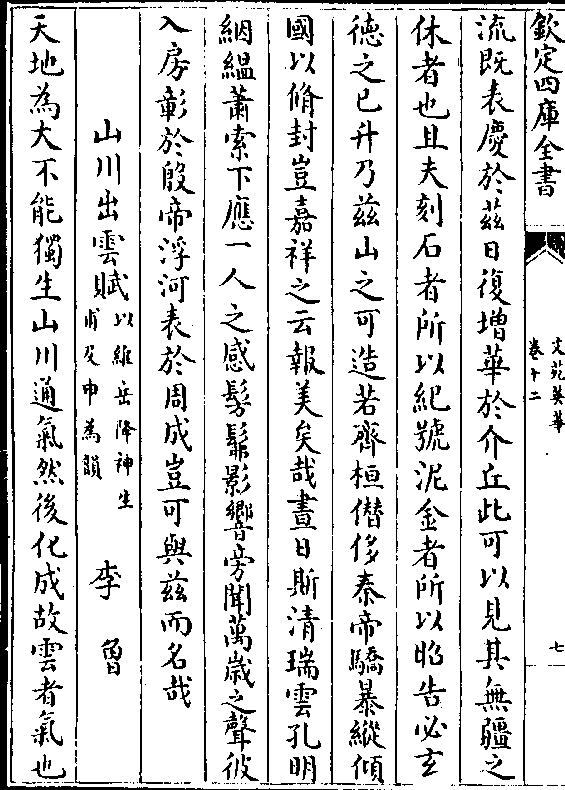 欽定四庫全書
文苑英華
卷十二
七
流既表慶於茲日復增華於介丘此可以見其無疆之
休者也且夫刻石者所以紀號泥金者所以昭告必玄
德之已升乃茲山之可造若齊桓僣侈秦帝驕暴縱傾
國以脩封豈嘉祥之云報美矣哉晝日斯清瑞雲孔明
絪緼蕭索下應一人之感髣髴影響旁聞萬歲之聲彼
入房彰於殷帝浮河表於周成豈可與茲而名哉
山川出雲賦 以維岳降神生
甫及申為韻 李魯
天地為大不能獨生山川通氣然後化成故雲者氣也